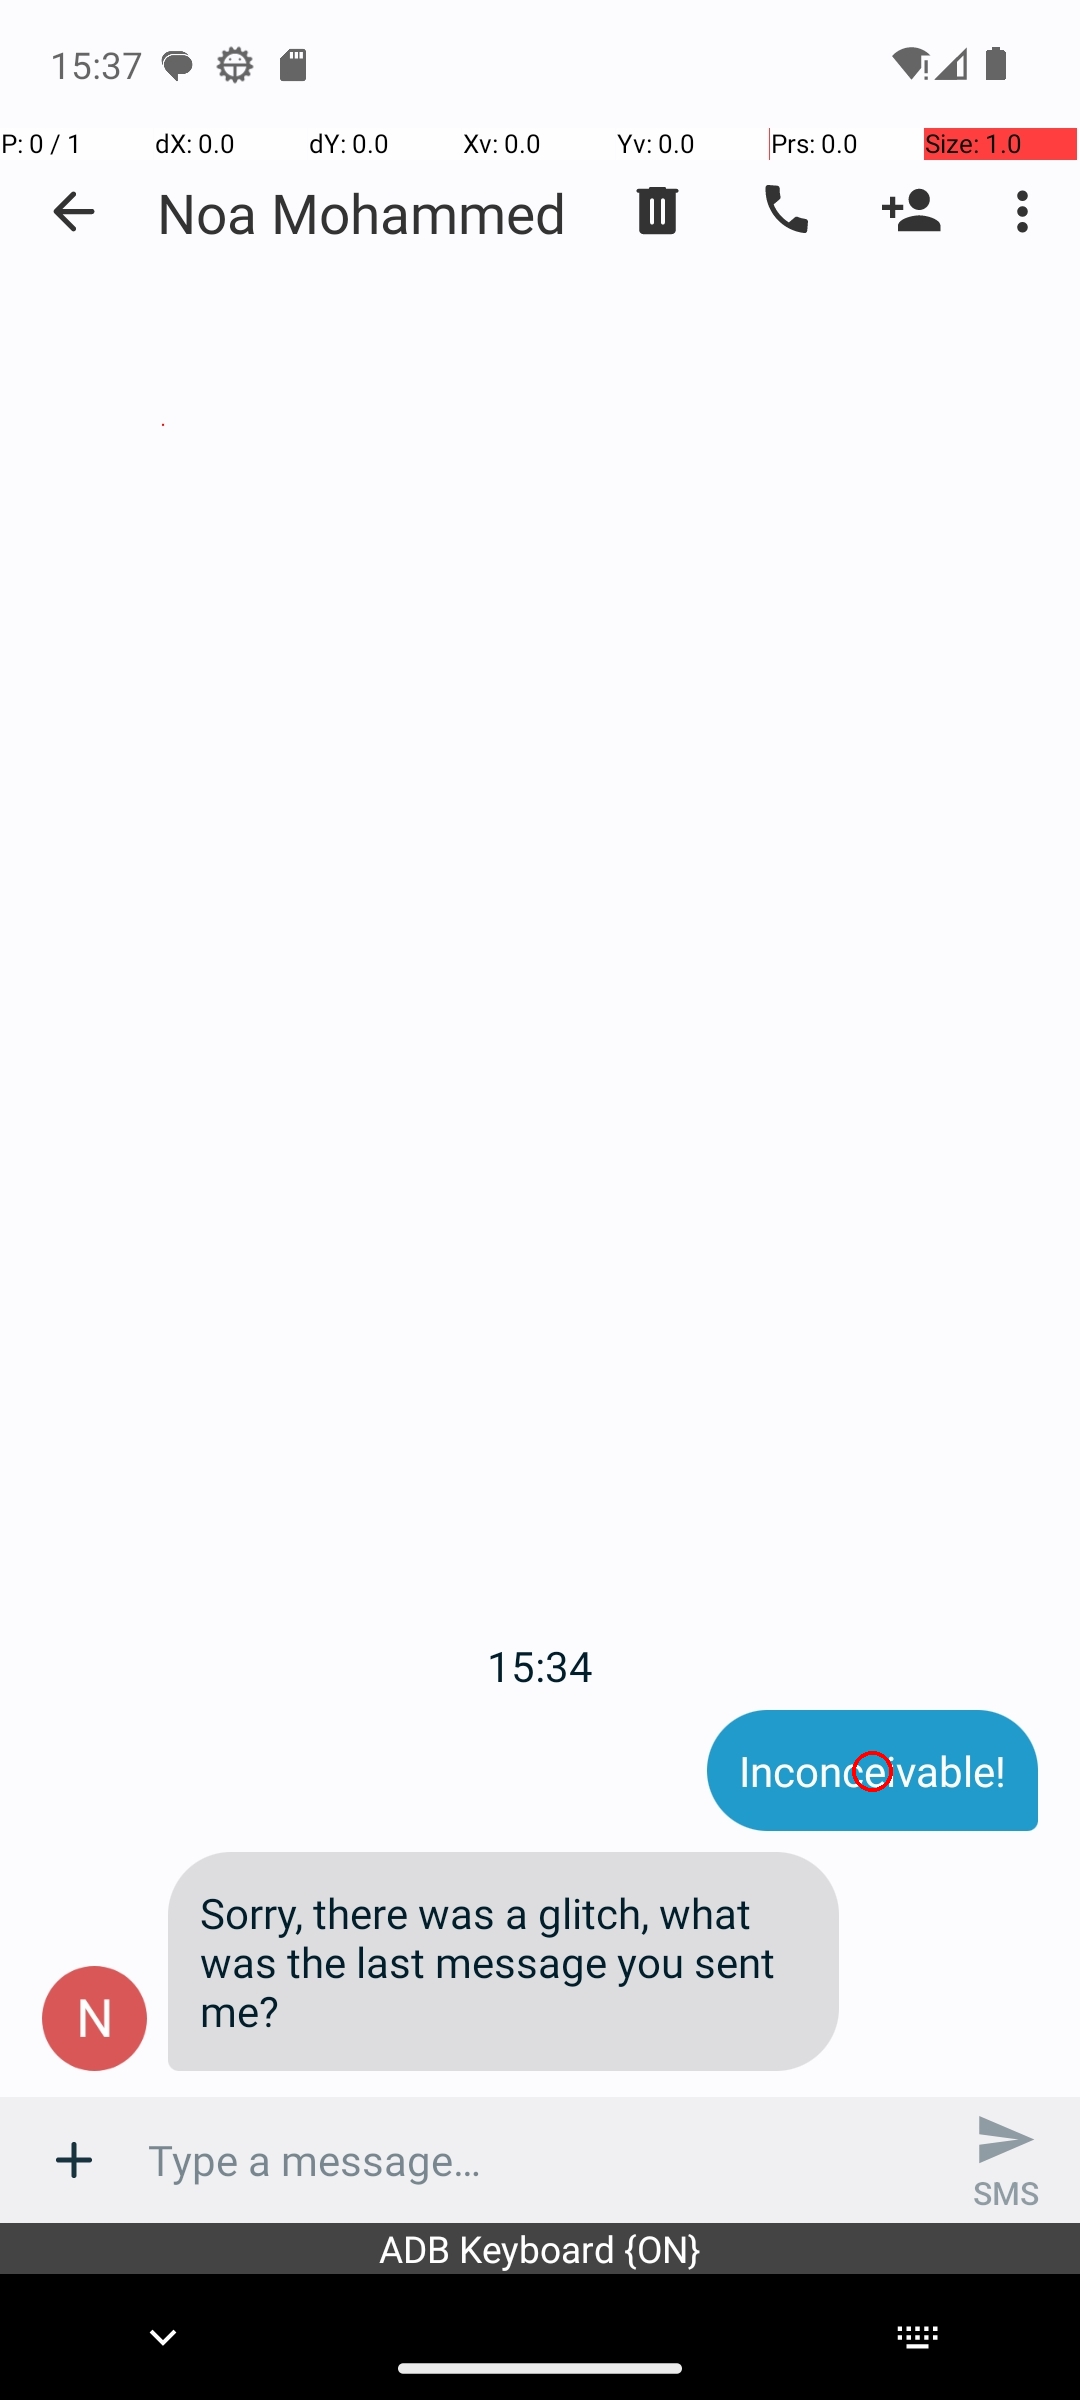 15:37
P: 0 / 1 dX: 0.0 dY: 0.0 Xv: 0.0 Yv: 0.0 Prs: 0.0 Size: 1.0
Noa Mohammed
15:34
Inconceivable!
Sorry, there was a glitch, what
was the last message you sent
me?
N
Type a message…
SMS
ADB Keyboard {ON}